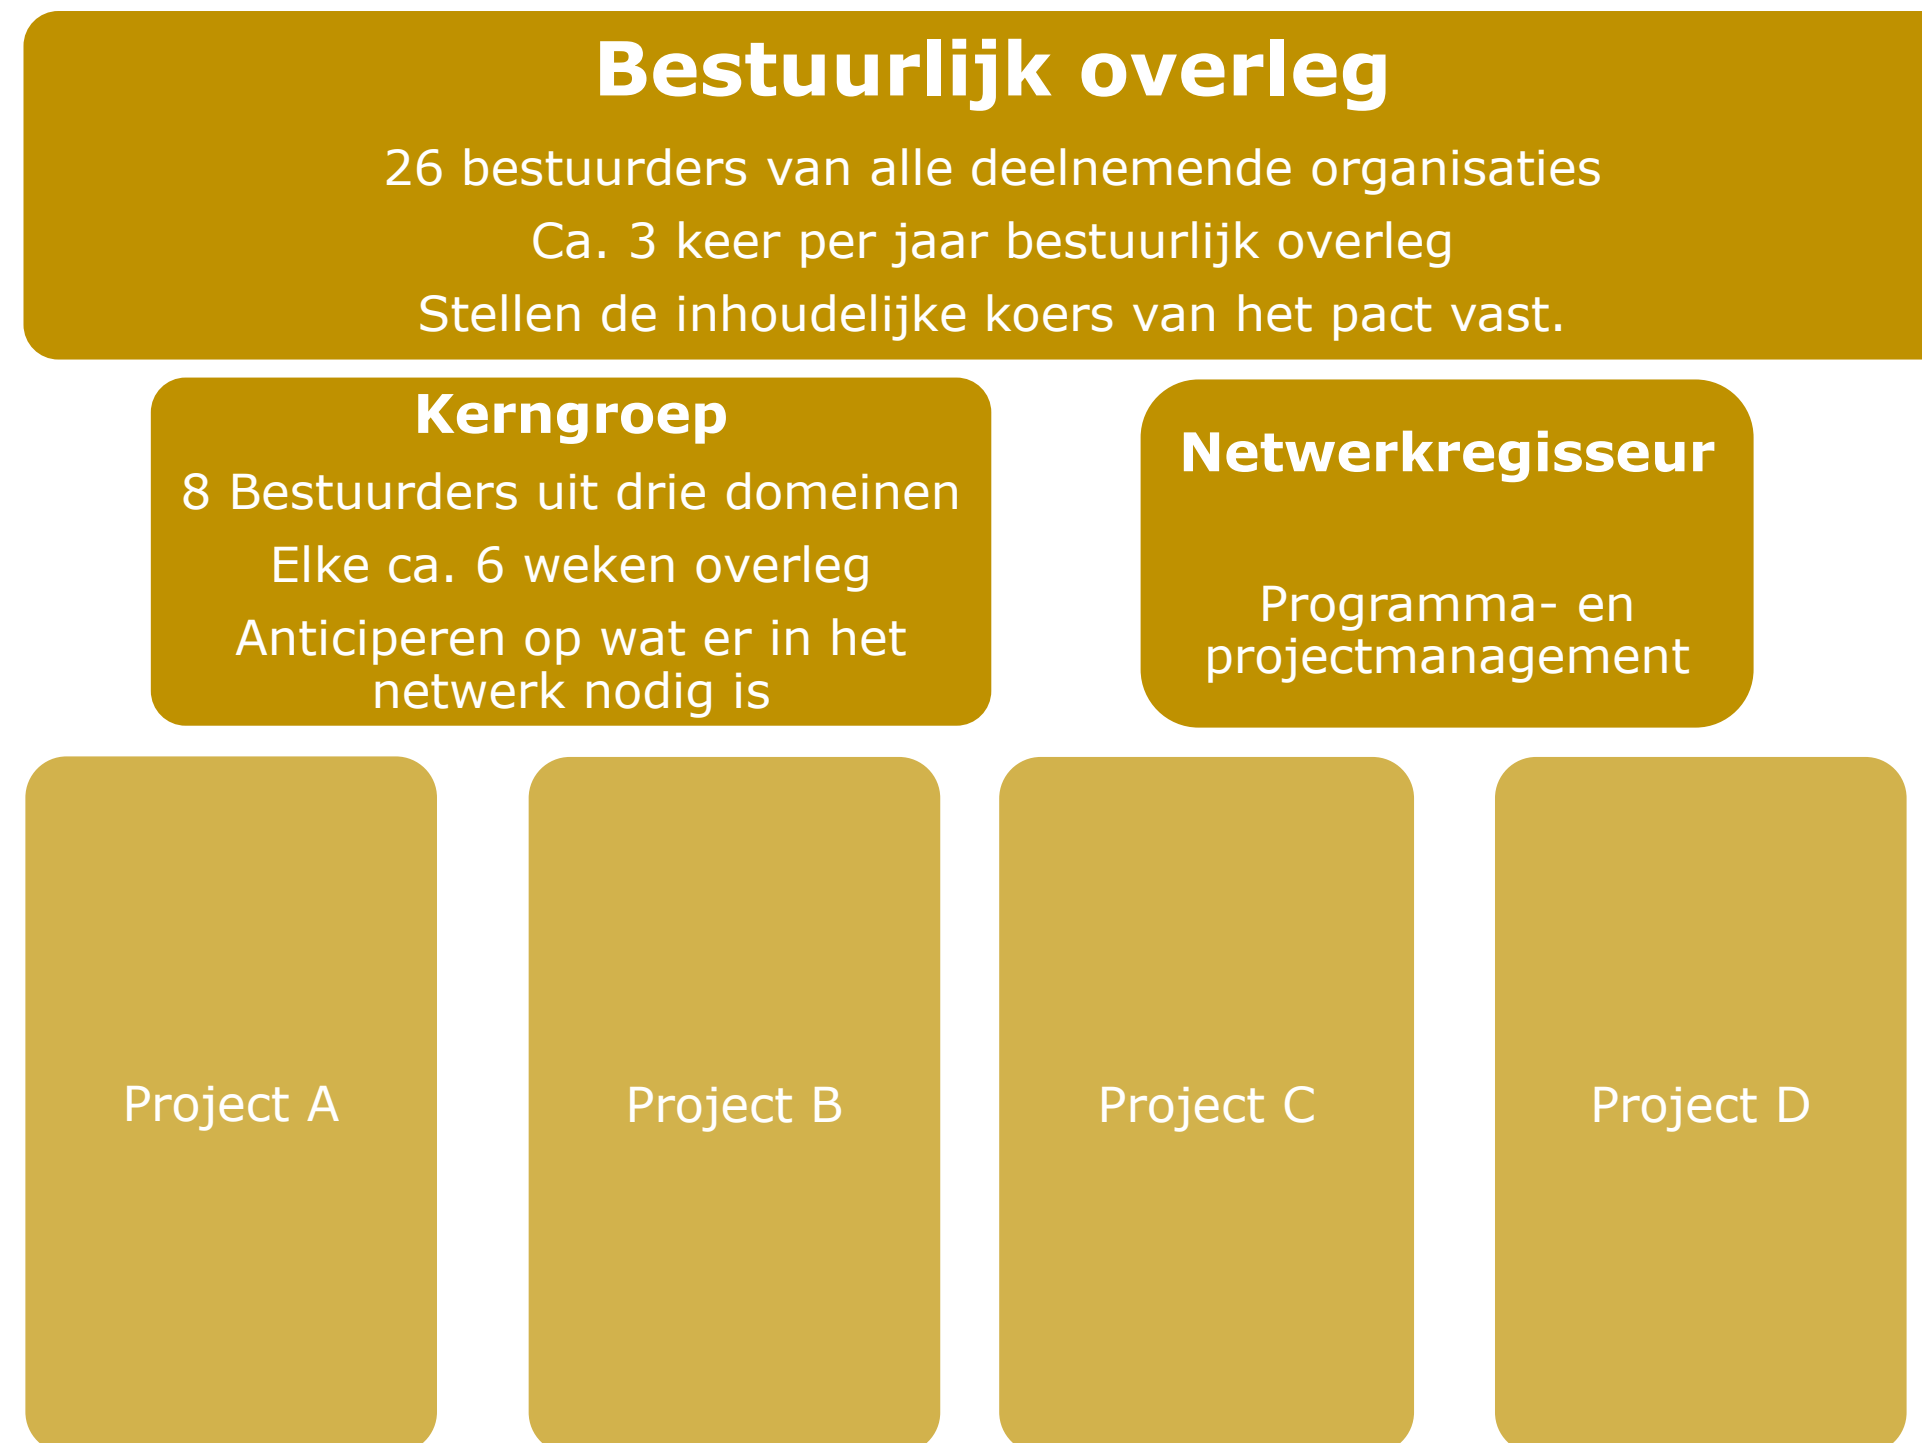 Bestuurlijk overleg
26 bestuurders van alle deelnemende organisaties
Ca. 3 keer per jaar bestuurlijk overleg
Stellen de inhoudelijke koers van het pact vast.
Kerngroep
8 Bestuurders uit drie domeinen
Elke ca. 6 weken overleg
Anticiperen op wat er in het
netwerk nodig is
Netwerkregisseur
Programma- en
projectmanagement
Project A
Project B
Project C
Project D